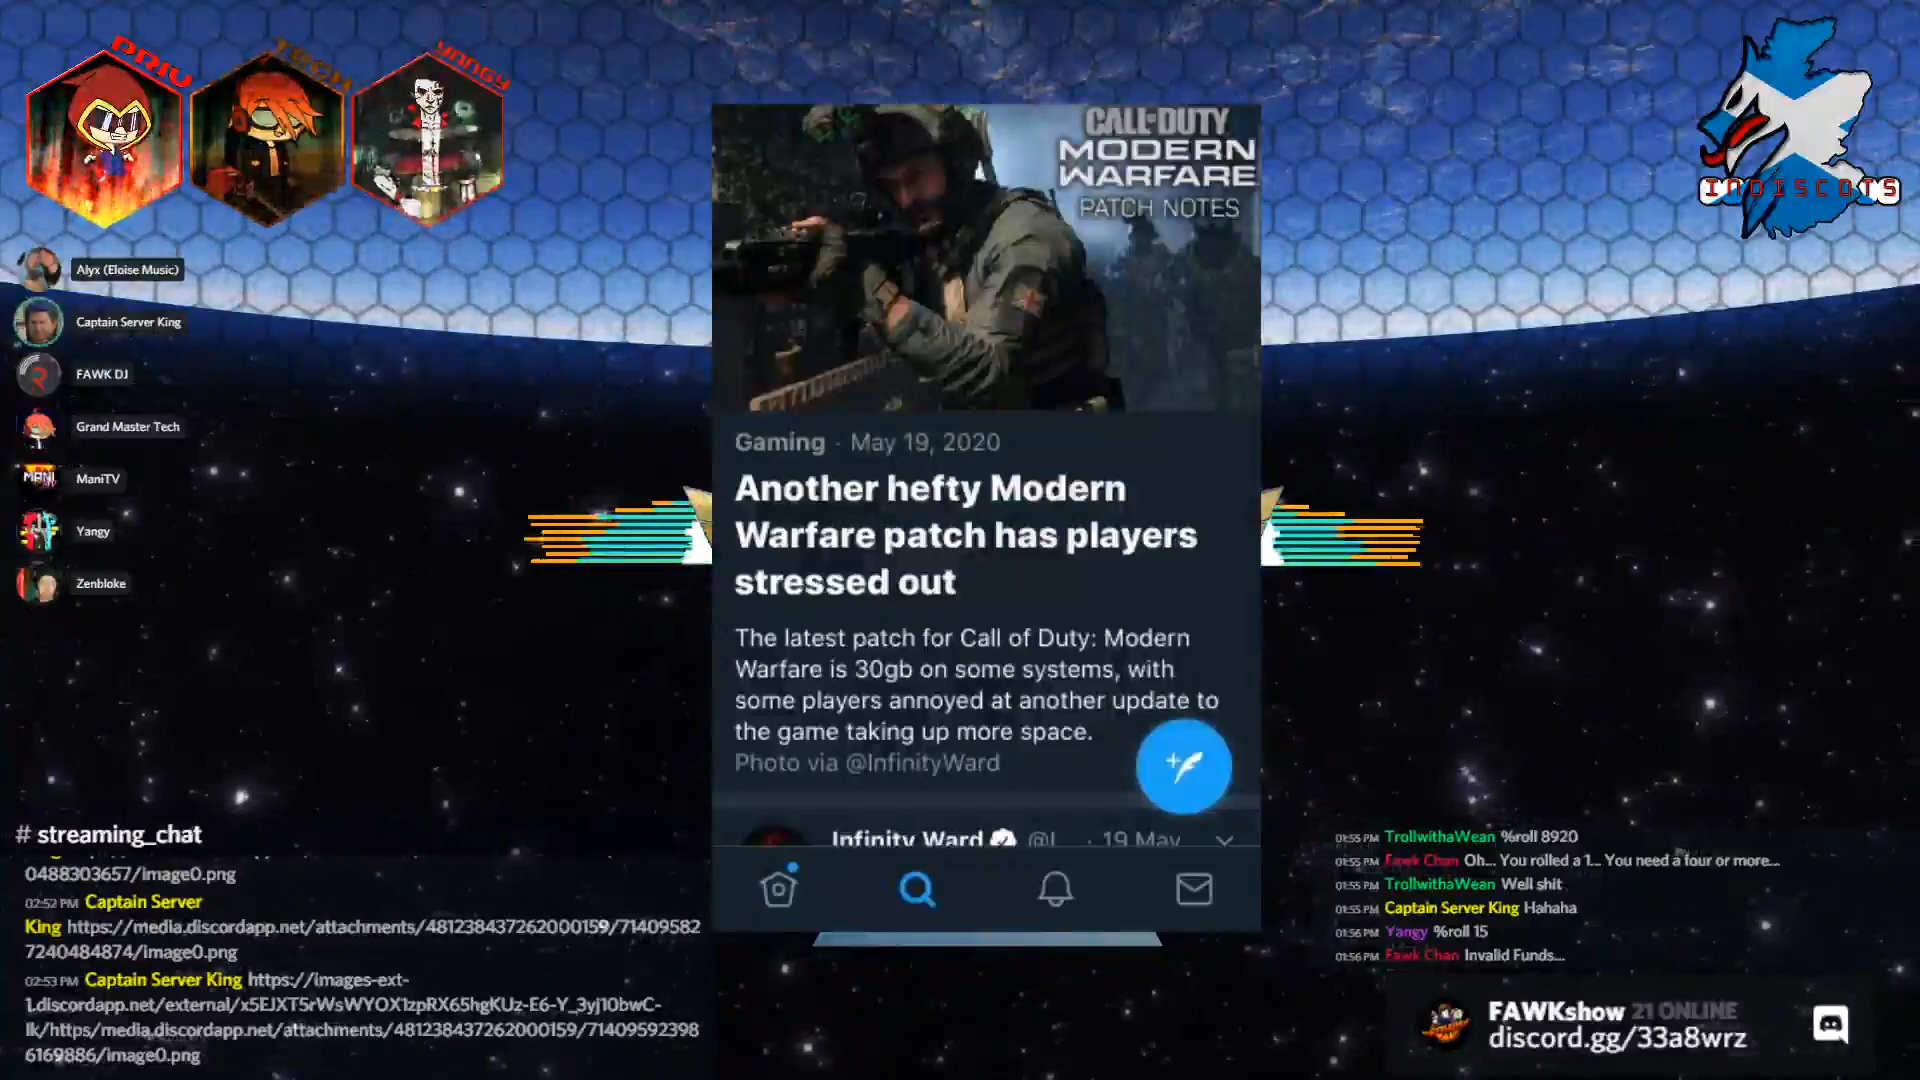 DRIV
TECH
YANGY
INDISCOTS
CALL·DUTY
MODERN
WARFARE
PATCH NOTES
Alyx (Eloise Music)
Captain Server King
FAWK DJ
Grand Master Tech
MANI
ManiTV
Yangy
Zenbloke
Gaming · May 19, 2020
Another hefty Modern
Warfare patch has players
stressed out
The latest patch for Call of Duty: Modern
Warfare is 30gb on some systems, with
some players annoyed at another update to
the game taking up more space.
Photo via @InfinityWard
Infinity Ward @I... · 19 May
# streaming_chat
0488303657/image0.png
02:52 PM Captain Server
King https://media.discordapp.net/attachments/481238437262000159/71409582
7240484874/image0.png
02:53 PM Captain Server King https://images-ext-
1.discordapp.net/external/x5EJXT5rWsWYOX1zpRX65hgKUz-E6-Y_3yj10bwC-
Ik/https/media.discordapp.net/attachments/481238437262000159/71409592398
6169886/image0.png
01:55 PM TrollwithaWean %roll 8920
01:55 PM Fawk Chan Oh... You rolled a 1... You need a four or more...
01:55 PM TrollwithaWean Well shit
01:55 PM Captain Server King Hahaha
01:56 PM Yangy %roll 15
01:56 PM Fawk Chan Invalid Funds...
FAWKshow 21 ONLINE
discord.gg/33a8wrz